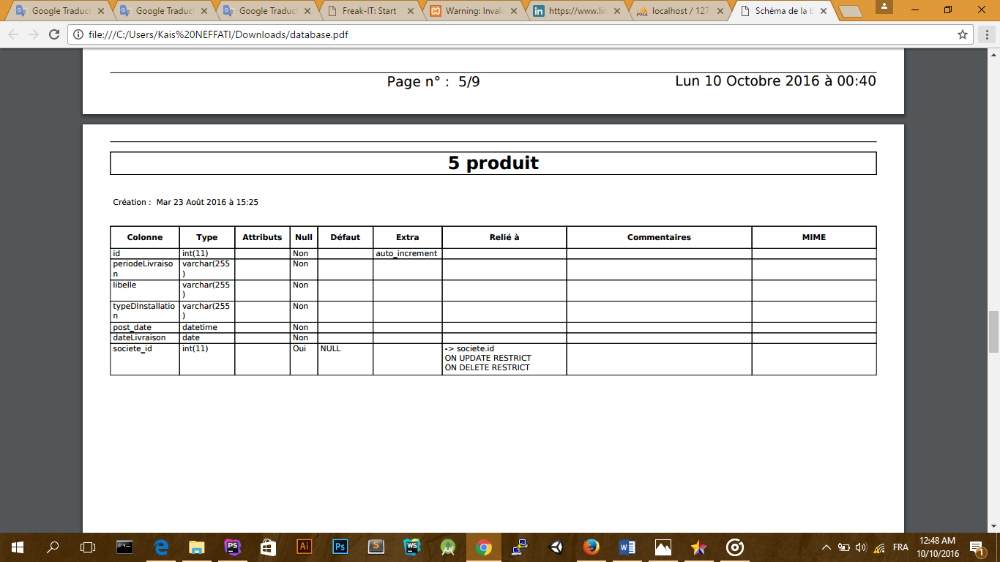 Google Traduct
Google Traduct
Google Traduct
Freak-IT: Start
Warning: Invali
https://www.lin
localhost / 127
Schéma de la b
file:///C:/Users/Kais%20NEFFATI/Downloads/database.pdf
Page n° : 5/9
Lun 10 Octobre 2016 à 00:40
5 produit
Création : Mar 23 Août 2016 à 15:25
Colonne Type Attributs Null Défaut Extra Relié à Commentaires MIME
id int(11) Non auto_increment
periodeLivraiso varchar(255 Non
n )
libelle varchar(255 Non
)
typeDInstallatio varchar(255 Non
n )
post_date datetime Non
dateLivraison date Non
societe_id int(11) Oui NULL -> societe.id
ON UPDATE RESTRICT
ON DELETE RESTRICT
FRA
12:48 AM
10/10/2016